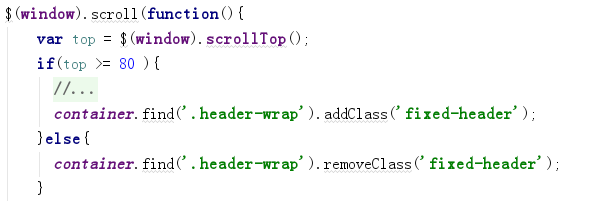 $(window).scroll(function(){
var top = $(window).scrollTop();
if(top >= 80 ){
//...
container.find('.header-wrap').addClass('fixed-header');
}else{
container.find('.header-wrap').removeClass('fixed-header');
}